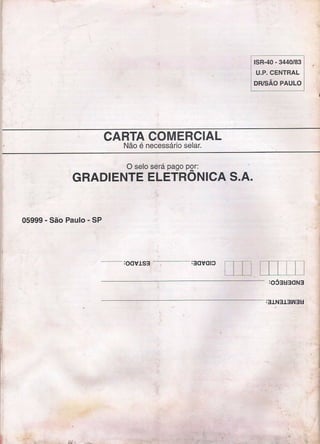 ISR-40 - 3440/83
U.P. CENTRAL
DR/SÃO PAULO
CARTA COMERCIAL
Não é necessário selar.
O selo será pago por:
GRADIENTE ELETRÔNICA S.A.
05999 - São Paulo - SP
REMETENTE:
ENDEREÇO:
CIDADE: ESTADO: